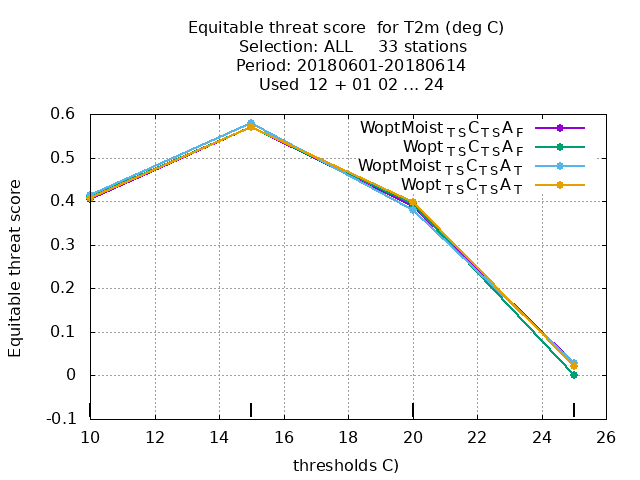 Equitable threat score  for T2m (deg C)
Selection: ALL     33 stations
Period: 20180601-20180614
Used  12 + 01 02 ... 24
0.6
0.5
0.4
0.3
0.2
0.1
0
-0.1
Equitable threat score
WoptMoist TS C TS A F
Wopt TS C TS A F
WoptMoist TS C TS A T
Wopt TS C TS A T
10 12 14 16 18 20 22 24 26
thresholds C)